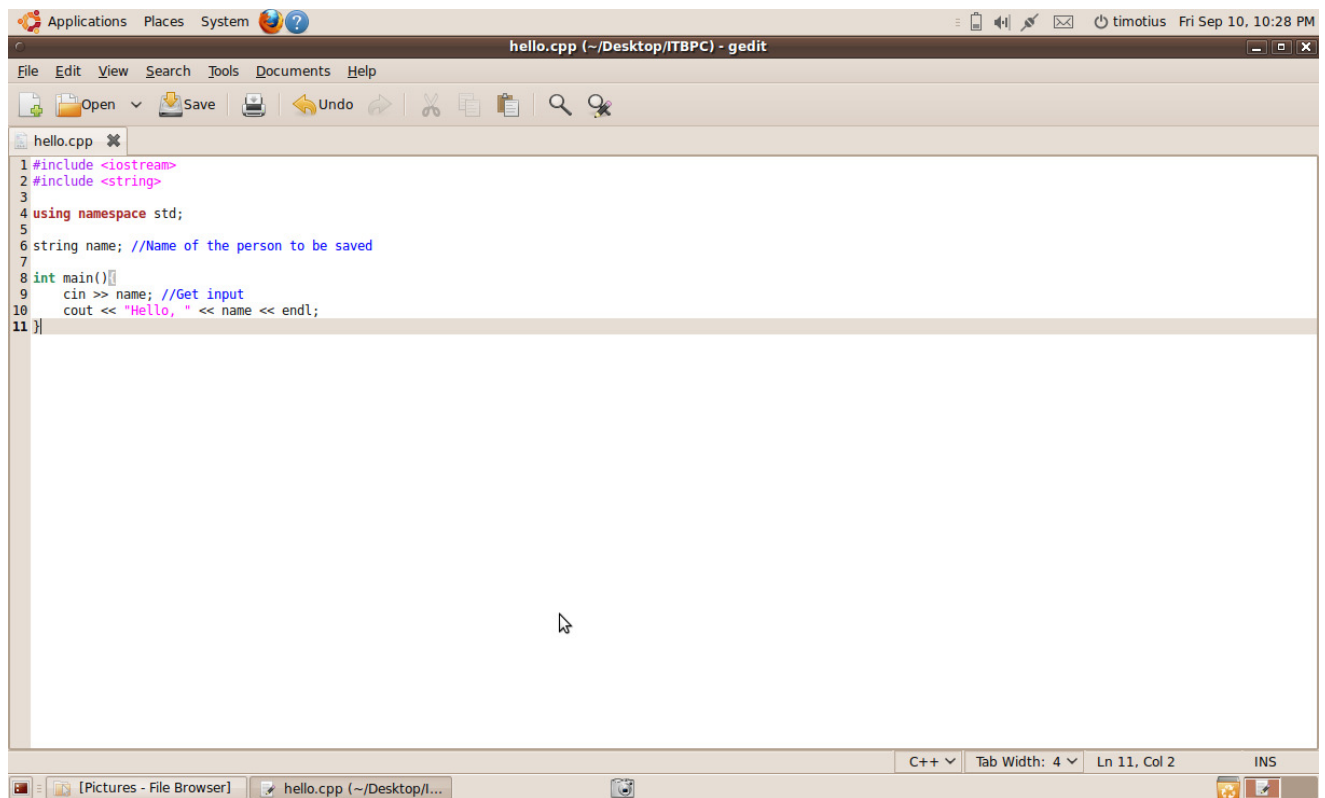 Applications Places System timotius Fri Sep 10, 10:28 PM
hello.cpp (~/Desktop/ITBPC) - gedit
File Edit View Search Tools Documents Help
Open Save Undo
hello.cpp
1 #include <iostream>
2 #include <string>
3
4 using namespace std;
5
6 string name; //Name of the person to be saved
7
8 int main(){
9     cin >> name; //Get input
10     cout << "Hello, " << name << endl;
11 }
C++ Tab Width: 4 Ln 11, Col 2 INS
[Pictures - File Browser] hello.cpp (~/Desktop/I...